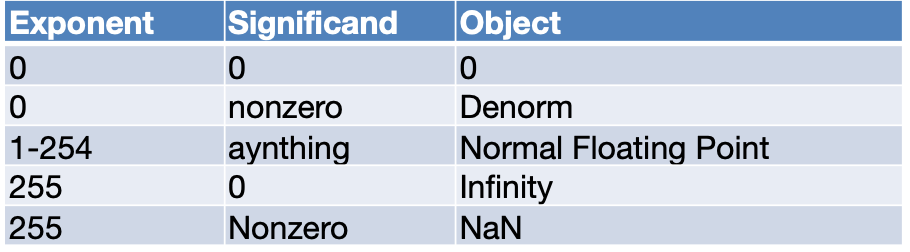 Exponent Significand Object
0 0 0
0 nonzero Denorm
1-254 aynthing Normal Floating Point
255 0 Infinity
255 Nonzero NaN